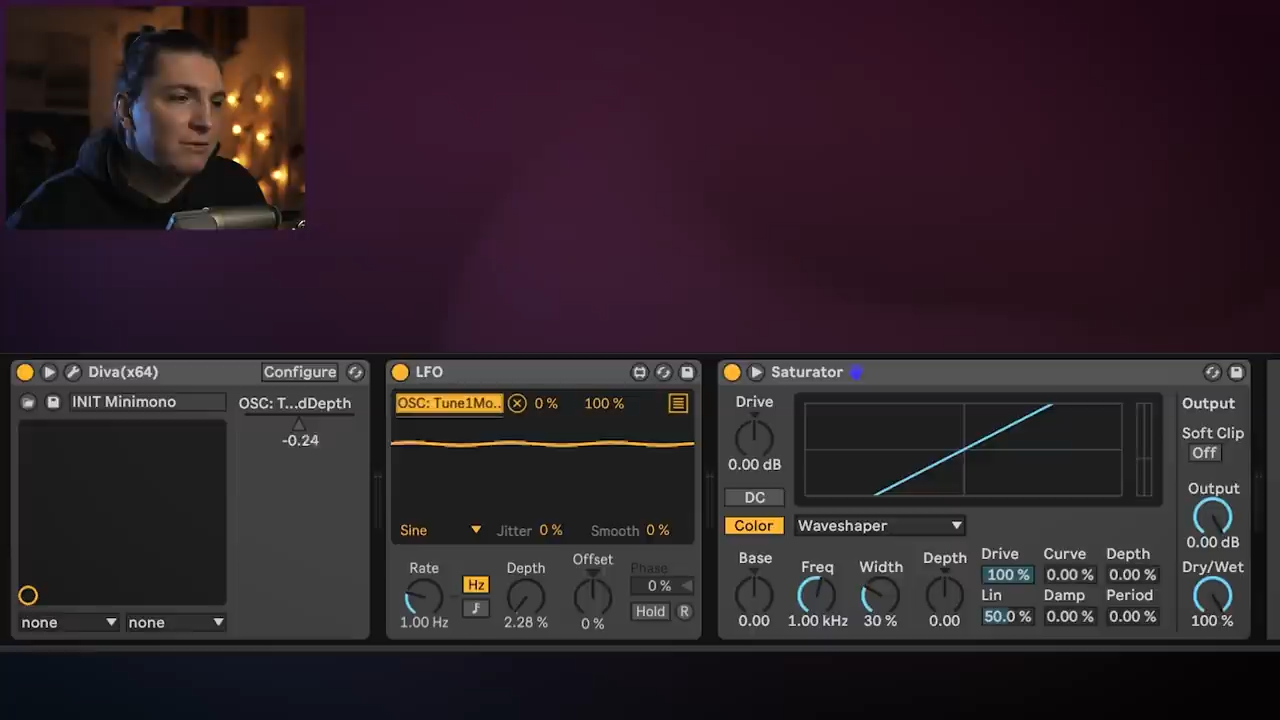 Diva(x64)
Configure
INIT Minimono
OSC: T...dDepth
-0.24
none
none
LFO
OSC: Tune1Mo..
0 %
100 %
Sine
Jitter 0 %
Smooth 0 %
Rate
1.00 Hz
Hz
Depth
2.28 %
Offset
0 %
Phase
0 %
Hold
R
Saturator
Drive
0.00 dB
DC
Color
Waveshaper
Base
0.00
Freq
1.00 kHz
Width
30 %
Depth
0.00
Drive
100 %
Curve
0.00 %
Depth
0.00 %
Lin
50.0 %
Damp
0.00 %
Period
0.00 %
Output
Soft Clip
Off
Output
0.00 dB
Dry/Wet
100 %